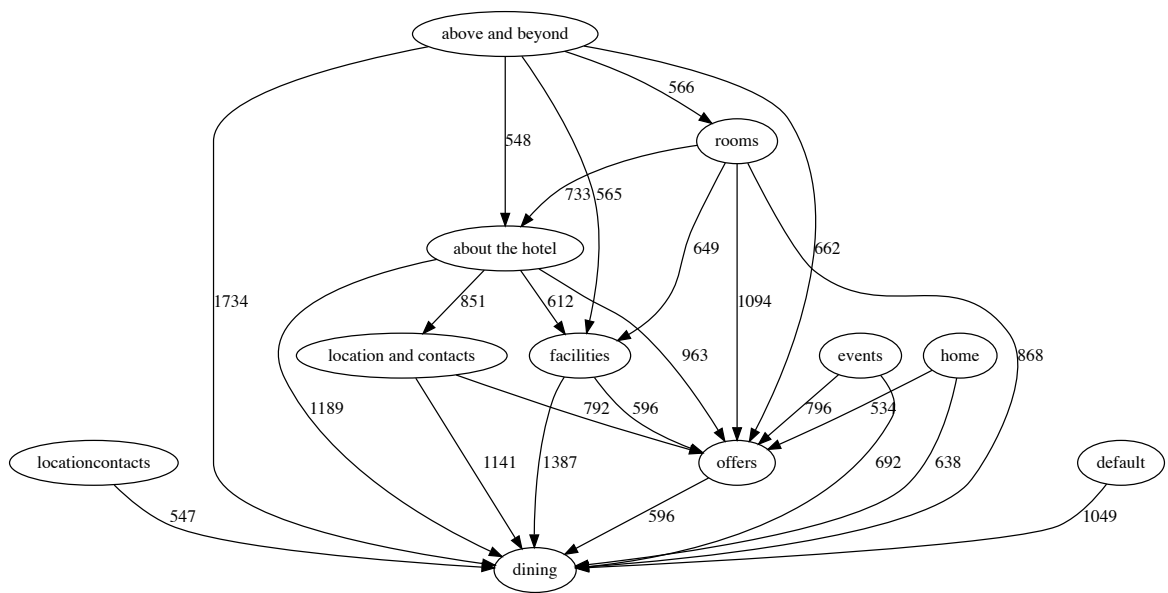 above and beyond
566
548
rooms
733
565
649
662
about the hotel
1734
851
612
1094
963
868
location and contacts
facilities
events
home
1189
792
596
796
534
locationcontacts
1141
1387
offers
692
638
default
547
596
1049
dining